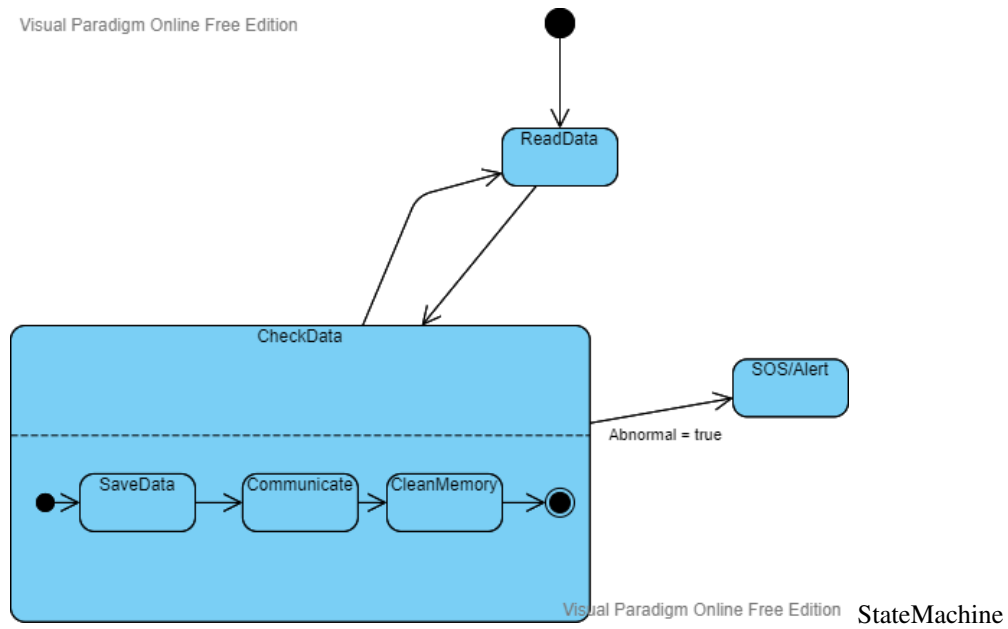 Visual Paradigm Online Free Edition
ReadData
CheckData
SOS/Alert
Abnormal = true
SaveData
Communicate
CleanMemory
Visual Paradigm Online Free Edition
StateMachine